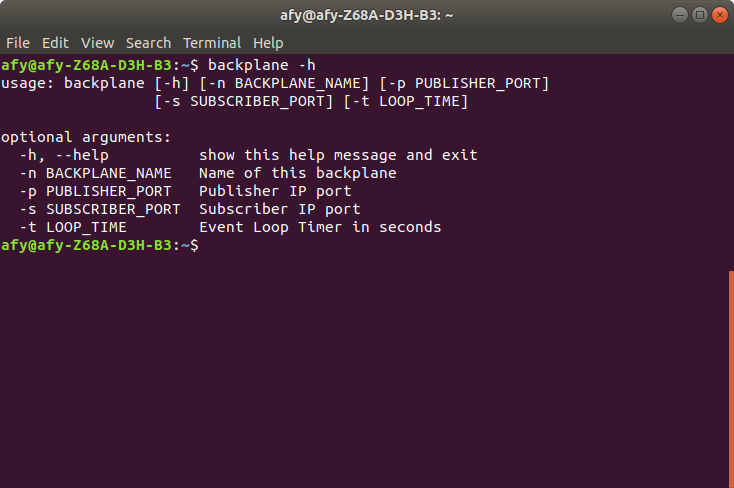 afy@afy-Z68A-D3H-B3: ~
File Edit View Search Terminal Help
afy@afy-Z68A-D3H-B3:~$ backplane -h
usage: backplane [-h] [-n BACKPLANE_NAME] [-p PUBLISHER_PORT]
                 [-s SUBSCRIBER_PORT] [-t LOOP_TIME]

optional arguments:
  -h, --help          show this help message and exit
  -n BACKPLANE_NAME   Name of this backplane
  -p PUBLISHER_PORT   Publisher IP port
  -s SUBSCRIBER_PORT  Subscriber IP port
  -t LOOP_TIME        Event Loop Timer in seconds
afy@afy-Z68A-D3H-B3:~$